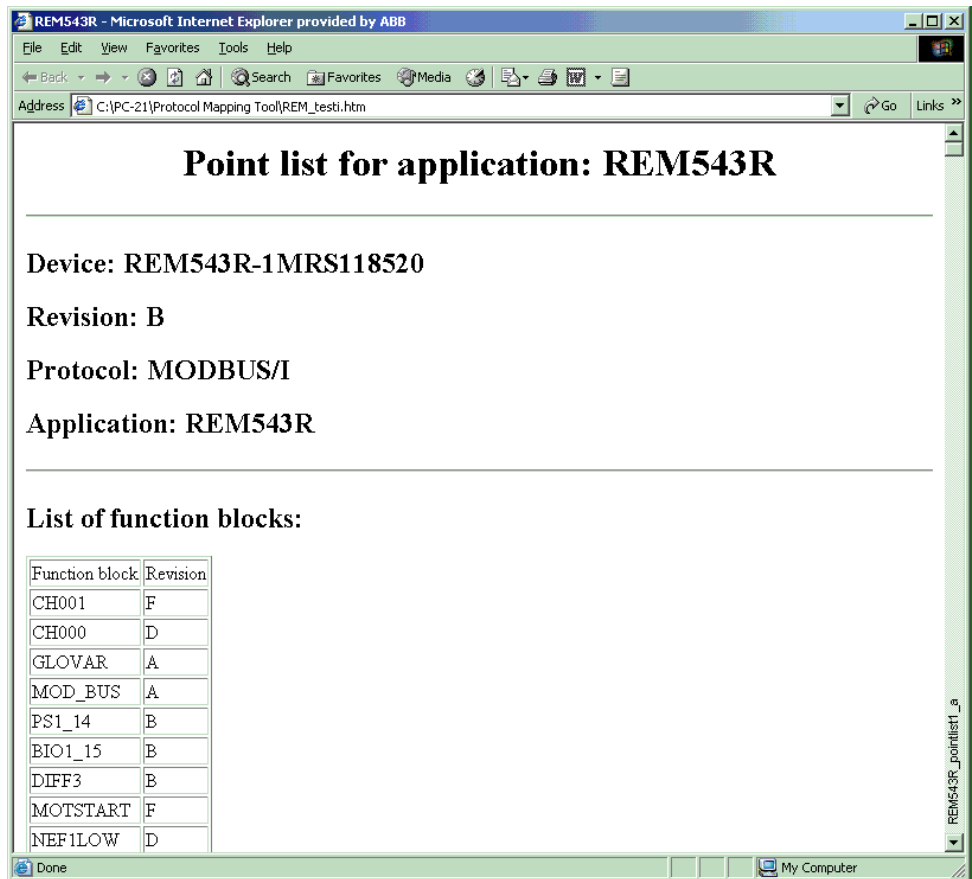 REM543R - Microsoft Internet Explorer provided by ABB
File Edit View Favorites Tools Help
Back Search Favorites Media
Address C:\PC-21\Protocol Mapping Tool\REM_testi.htm Go Links »
Point list for application: REM543R
Device: REM543R-1MRS118520
Revision: B
Protocol: MODBUS/I
Application: REM543R
List of function blocks:
Function block Revision
CH001 F
CH000 D
GLOVAR A
MOD_BUS A
PS1_14 B
BIO1_15 B
DIFF3 B
MOTSTART F
NEF1LOW D
REM543R_pointlist1_a
Done My Computer